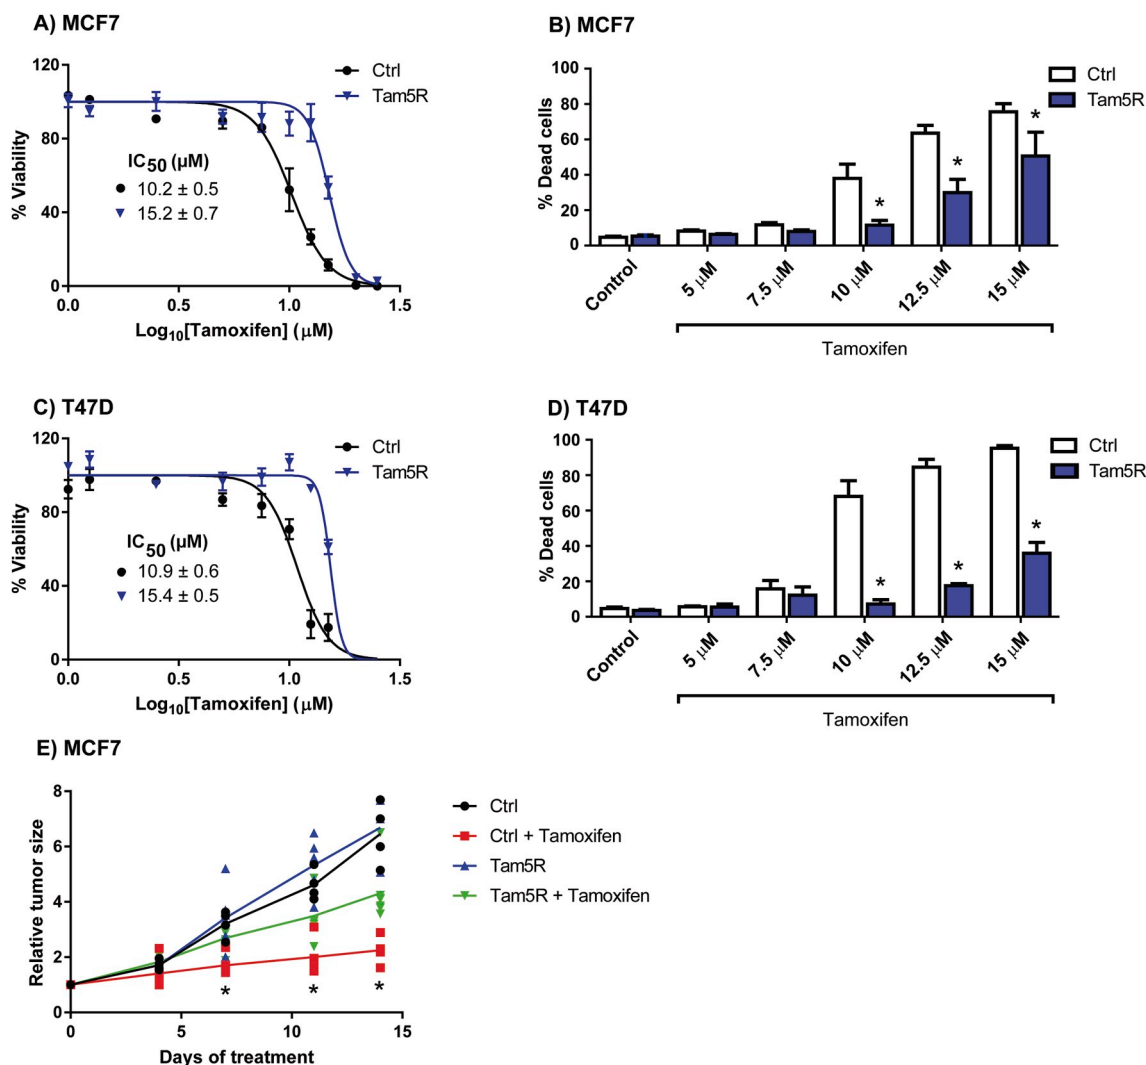 A) MCF7
120
80
40
0
% Viability
0.0 0.5 1.0 1.5
Log10[Tamoxifen] (μM)
Ctrl
Tam5R
IC50 (μM)
10.2 ± 0.5
15.2 ± 0.7
B) MCF7
100
80
60
40
20
0
% Dead cells
Ctrl
Tam5R
* * *
Control 5 μM 7.5 μM 10 μM 12.5 μM 15 μM
Tamoxifen
C) T47D
120
80
40
0
% Viability
0.0 0.5 1.0 1.5
Log10[Tamoxifen] (μM)
Ctrl
Tam5R
IC50 (μM)
10.9 ± 0.6
15.4 ± 0.5
D) T47D
100
80
60
40
20
0
% Dead cells
Ctrl
Tam5R
* * *
Control 5 μM 7.5 μM 10 μM 12.5 μM 15 μM
Tamoxifen
E) MCF7
8
6
4
2
0
Relative tumor size
* * *
0 5 10 15
Days of treatment
Ctrl
Ctrl + Tamoxifen
Tam5R
Tam5R + Tamoxifen